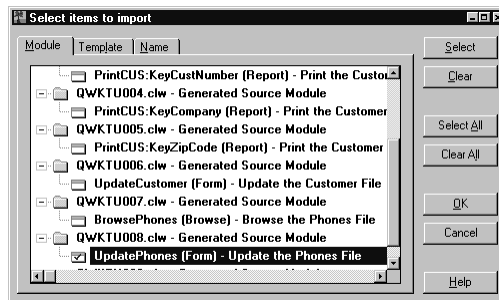 Select items to import
Module
Template
Name
PrintCUS:KeyCustNumber (Report) - Print the Custor
QWKTU004.clw - Generated Source Module
PrintCUS:KeyCompany (Report) - Print the Customer
QWKTU005.clw - Generated Source Module
PrintCUS:KeyZipCode (Report) - Print the Customer
QWKTU006.clw - Generated Source Module
UpdateCustomer (Form) - Update the Customer File
QWKTU007.clw - Generated Source Module
BrowsePhones (Browse) - Browse the Phones File
QWKTU008.clw - Generated Source Module
UpdatePhones (Form) - Update the Phones File
Select
Clear
Select All
Clear All
OK
Cancel
Help